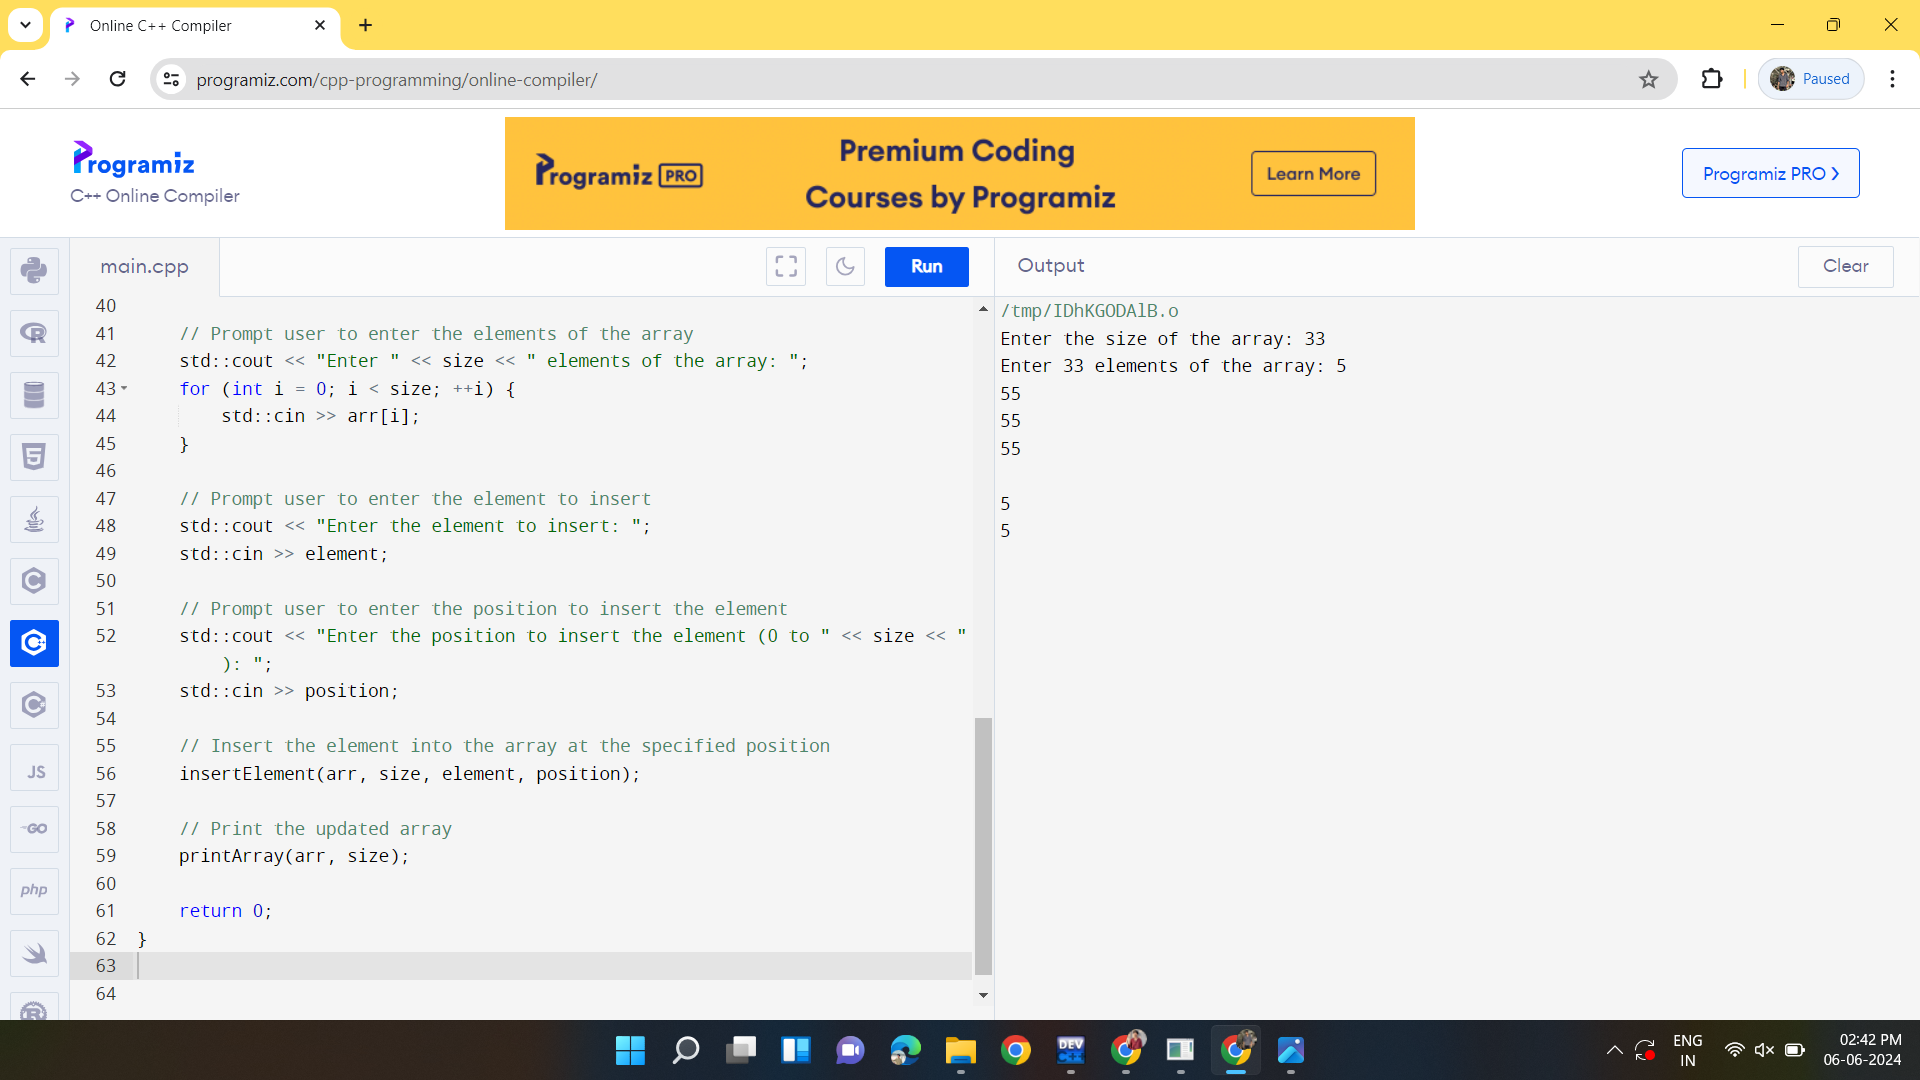 Online C++ Compiler
programiz.com/cpp-programming/online-compiler/
Paused
Programiz
C++ Online Compiler
Programiz PRO
Premium Coding
Courses by Programiz
Learn More
Programiz PRO
main.cpp
Run
Output
Clear
40
41 // Prompt user to enter the elements of the array
42 std::cout << "Enter " << size << " elements of the array: ";
43 for (int i = 0; i < size; ++i) {
44 std::cin >> arr[i];
45 }
46
47 // Prompt user to enter the element to insert
48 std::cout << "Enter the element to insert: ";
49 std::cin >> element;
50
51 // Prompt user to enter the position to insert the element
52 std::cout << "Enter the position to insert the element (0 to " << size << "
): ";
53 std::cin >> position;
54
55 // Insert the element into the array at the specified position
56 insertElement(arr, size, element, position);
57
58 // Print the updated array
59 printArray(arr, size);
60
61 return 0;
62 }
63
64
/tmp/IDhKGODAlB.o
Enter the size of the array: 33
Enter 33 elements of the array: 5
55
55
55
5
5
JS
GO
php
DEV
C++
ENG
IN
02:42 PM
06-06-2024